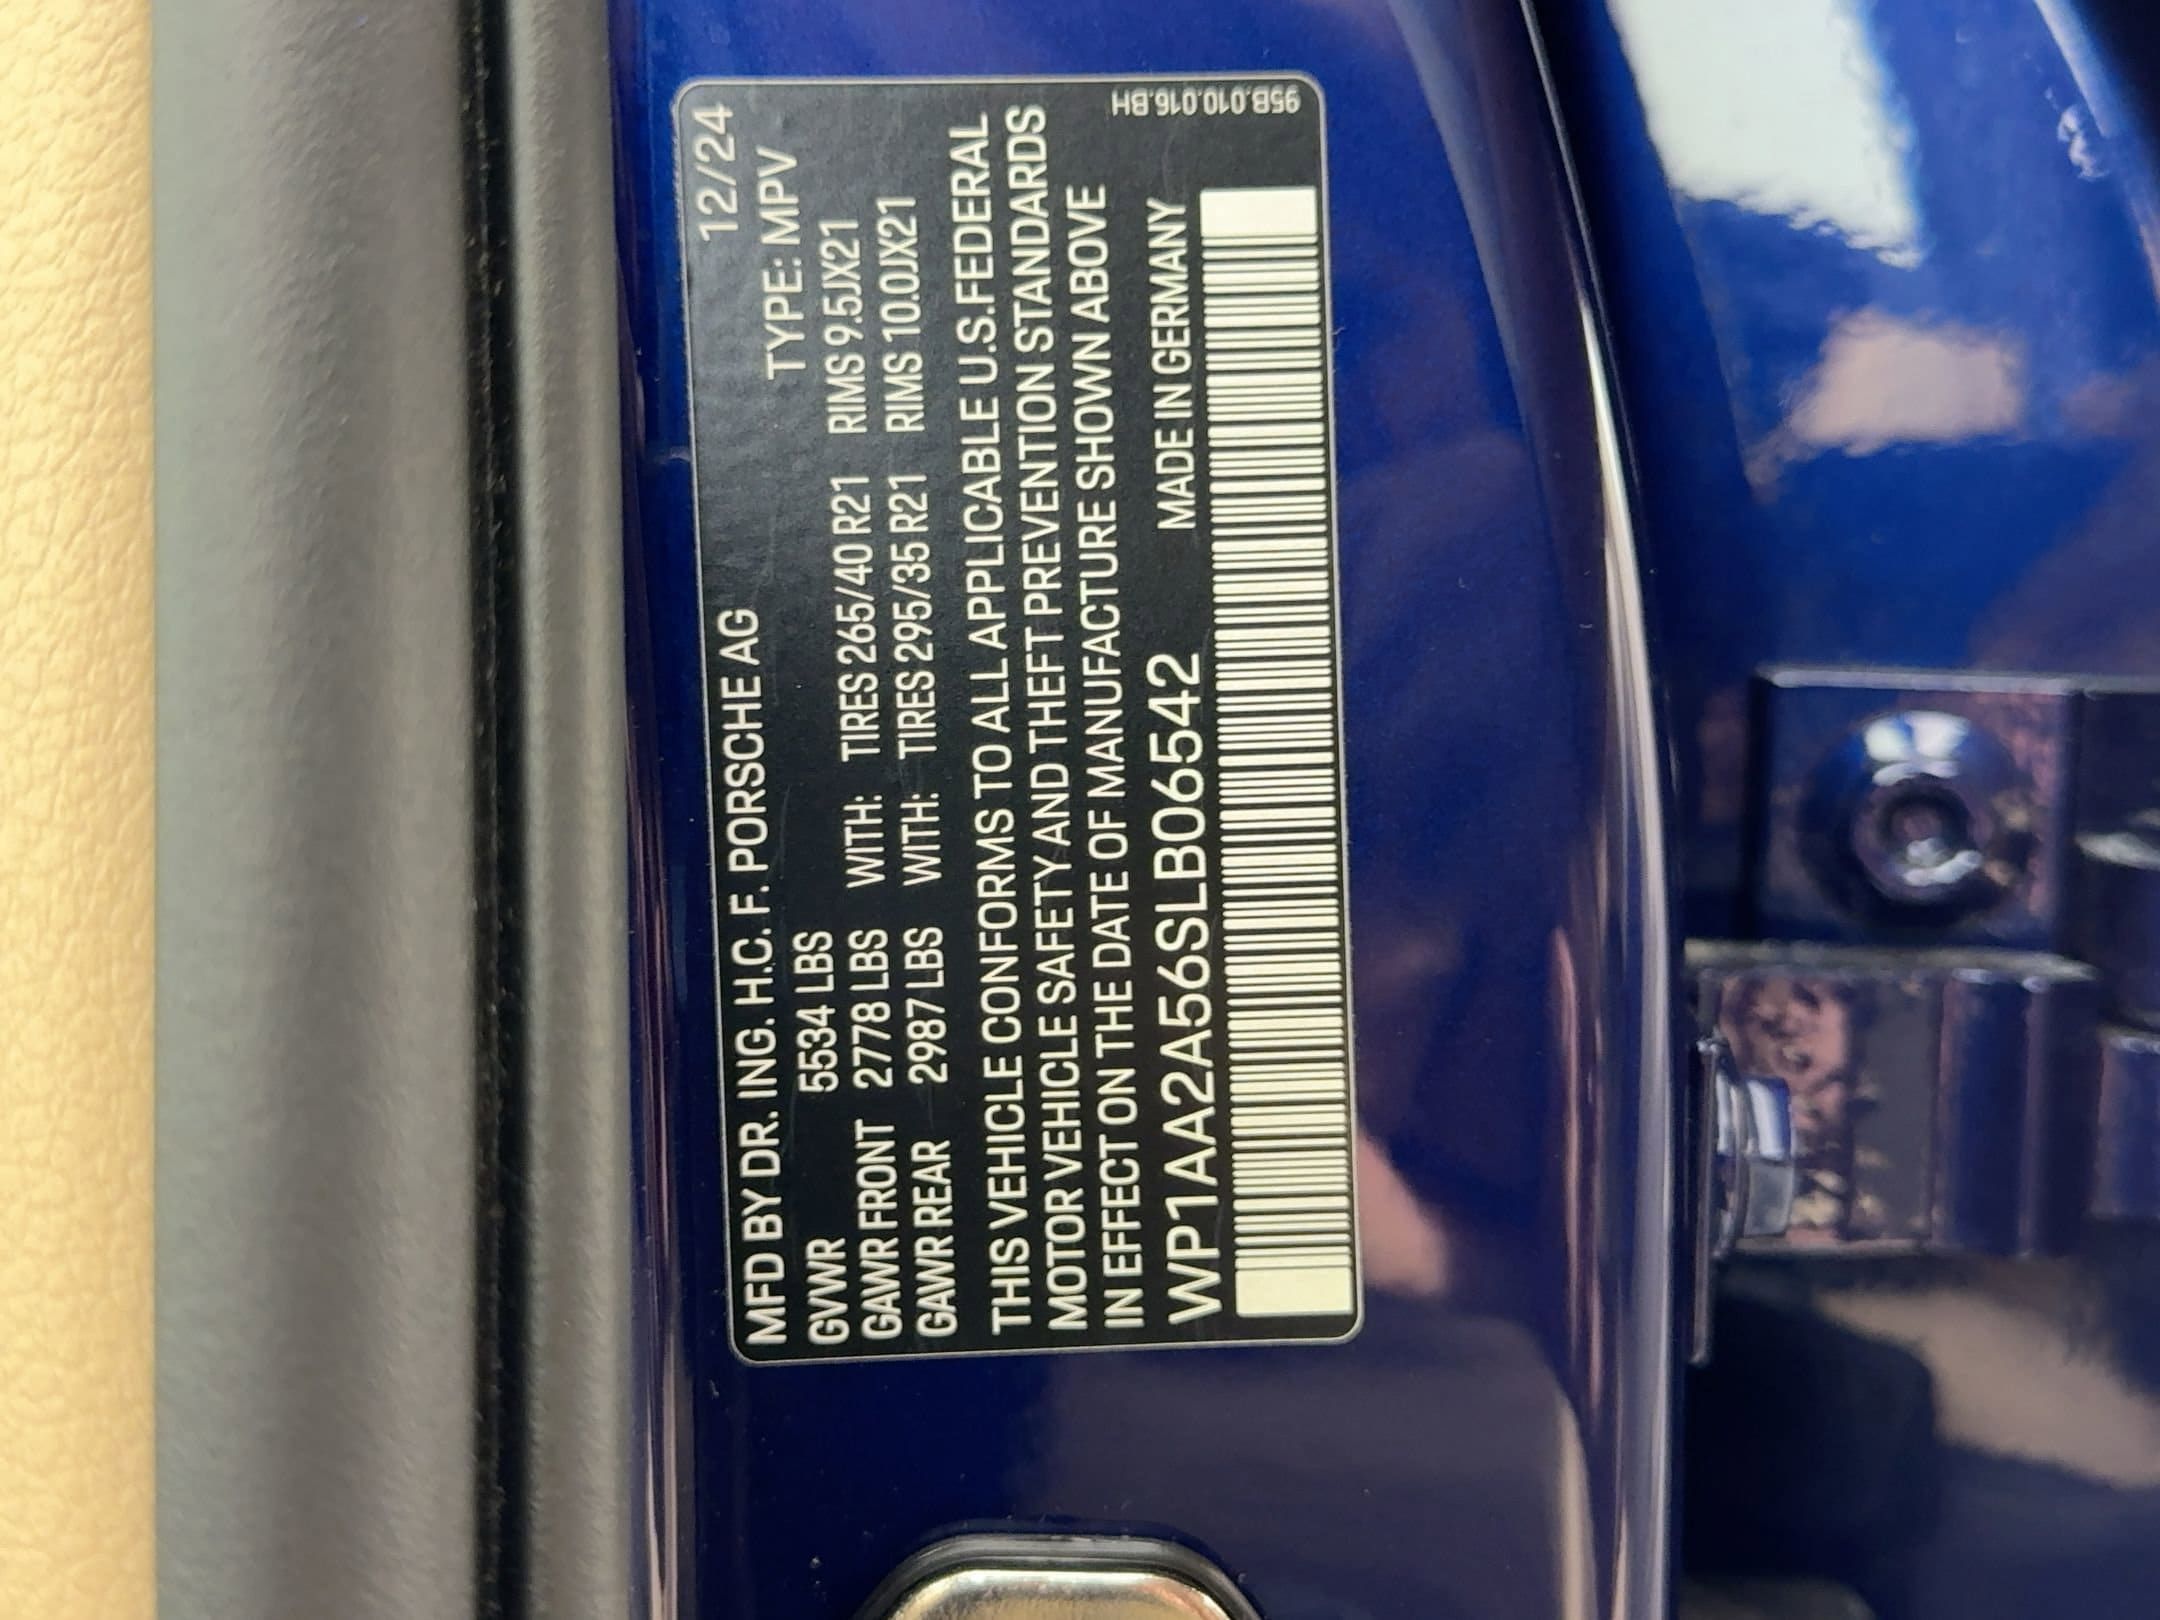 MFD BY DR. ING. H.C. F. PORSCHE AG 12/24
GVWR 5534 LBS TYPE: MPV
GAWR FRONT 2778 LBS WITH: TIRES 265/40 R21 RIMS 9.5JX21
GAWR REAR 2987 LBS WITH: TIRES 295/35 R21 RIMS 10.0JX21
THIS VEHICLE CONFORMS TO ALL APPLICABLE U.S.FEDERAL
MOTOR VEHICLE SAFETY AND THEFT PREVENTION STANDARDS
IN EFFECT ON THE DATE OF MANUFACTURE SHOWN ABOVE
WP1AA2A56SLB06542 MADE IN GERMANY
95B.010.016.BH